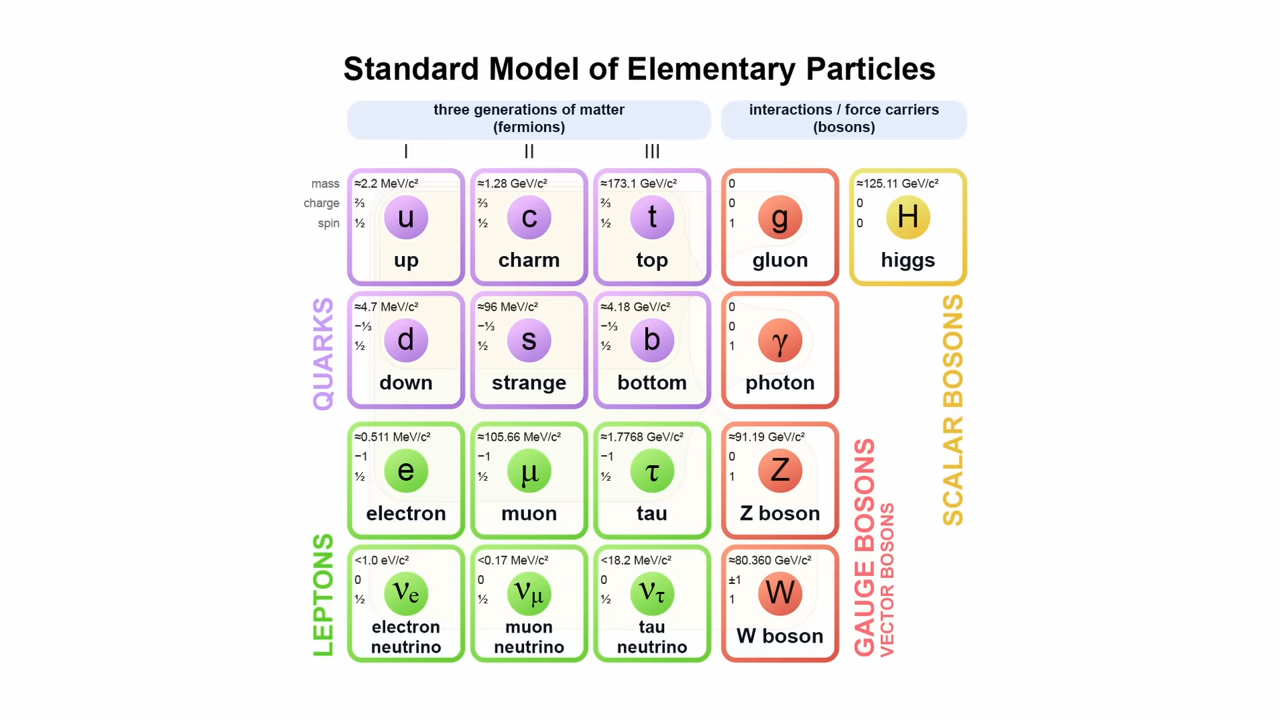 Standard Model of Elementary Particles
three generations of matter
(fermions)
interactions / force carriers
(bosons)
I
II
III
mass
charge
spin
≈2.2 MeV/c²
⅔
½
u
up
≈1.28 GeV/c²
⅔
½
c
charm
≈173.1 GeV/c²
⅔
½
t
top
0
0
1
g
gluon
≈125.11 GeV/c²
0
0
H
higgs
QUARKS
≈4.7 MeV/c²
−⅓
½
d
down
≈96 MeV/c²
−⅓
½
s
strange
≈4.18 GeV/c²
−⅓
½
b
bottom
0
0
1
γ
photon
SCALAR BOSONS
LEPTONS
≈0.511 MeV/c²
−1
½
e
electron
≈105.66 MeV/c²
−1
½
μ
muon
≈1.7768 GeV/c²
−1
½
τ
tau
≈91.19 GeV/c²
0
1
Z
Z boson
GAUGE BOSONS
VECTOR BOSONS
<1.0 eV/c²
0
½
νe
electron
neutrino
<0.17 MeV/c²
0
½
νμ
muon
neutrino
<18.2 MeV/c²
0
½
ντ
tau
neutrino
≈80.360 GeV/c²
±1
1
W
W boson